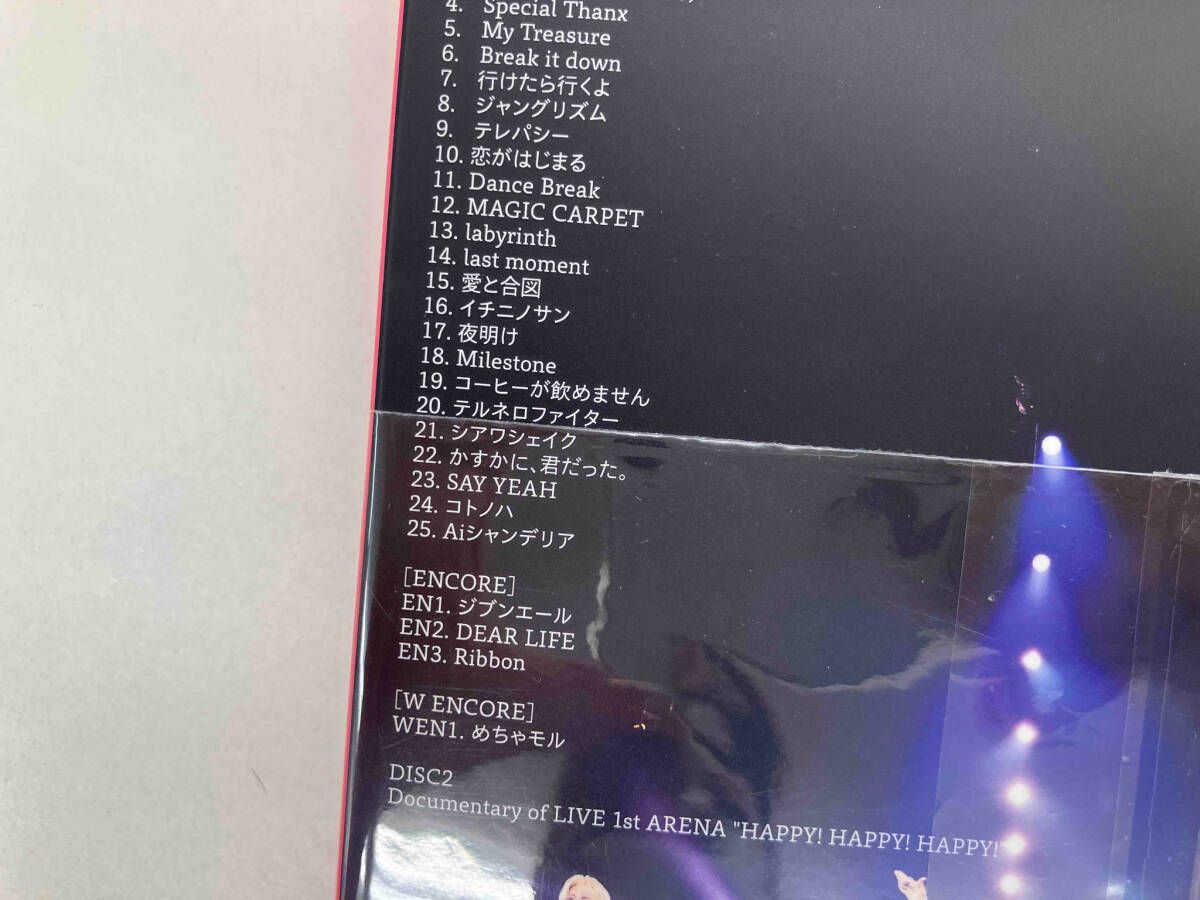 4. Special Thanx
5. My Treasure
6. Break it down
7. 行けたら行くよ
8. ジャングリズム
9. テレパシー
10. 恋がはじまる
11. Dance Break
12. MAGIC CARPET
13. labyrinth
14. last moment
15. 愛と合図
16. イチニノサン
17. 夜明け
18. Milestone
19. コーヒーが飲めません
20. テルネロファイター
21. シアワシェイク
22. かすかに、君だった。
23. SAY YEAH
24. コトノハ
25. Aiシャンデリア
[ENCORE]
EN1. ジブンエール
EN2. DEAR LIFE
EN3. Ribbon
[W ENCORE]
WEN1. めちゃモル
DISC2
Documentary of LIVE 1st ARENA "HAPPY! HAPPY! HAPPY!"